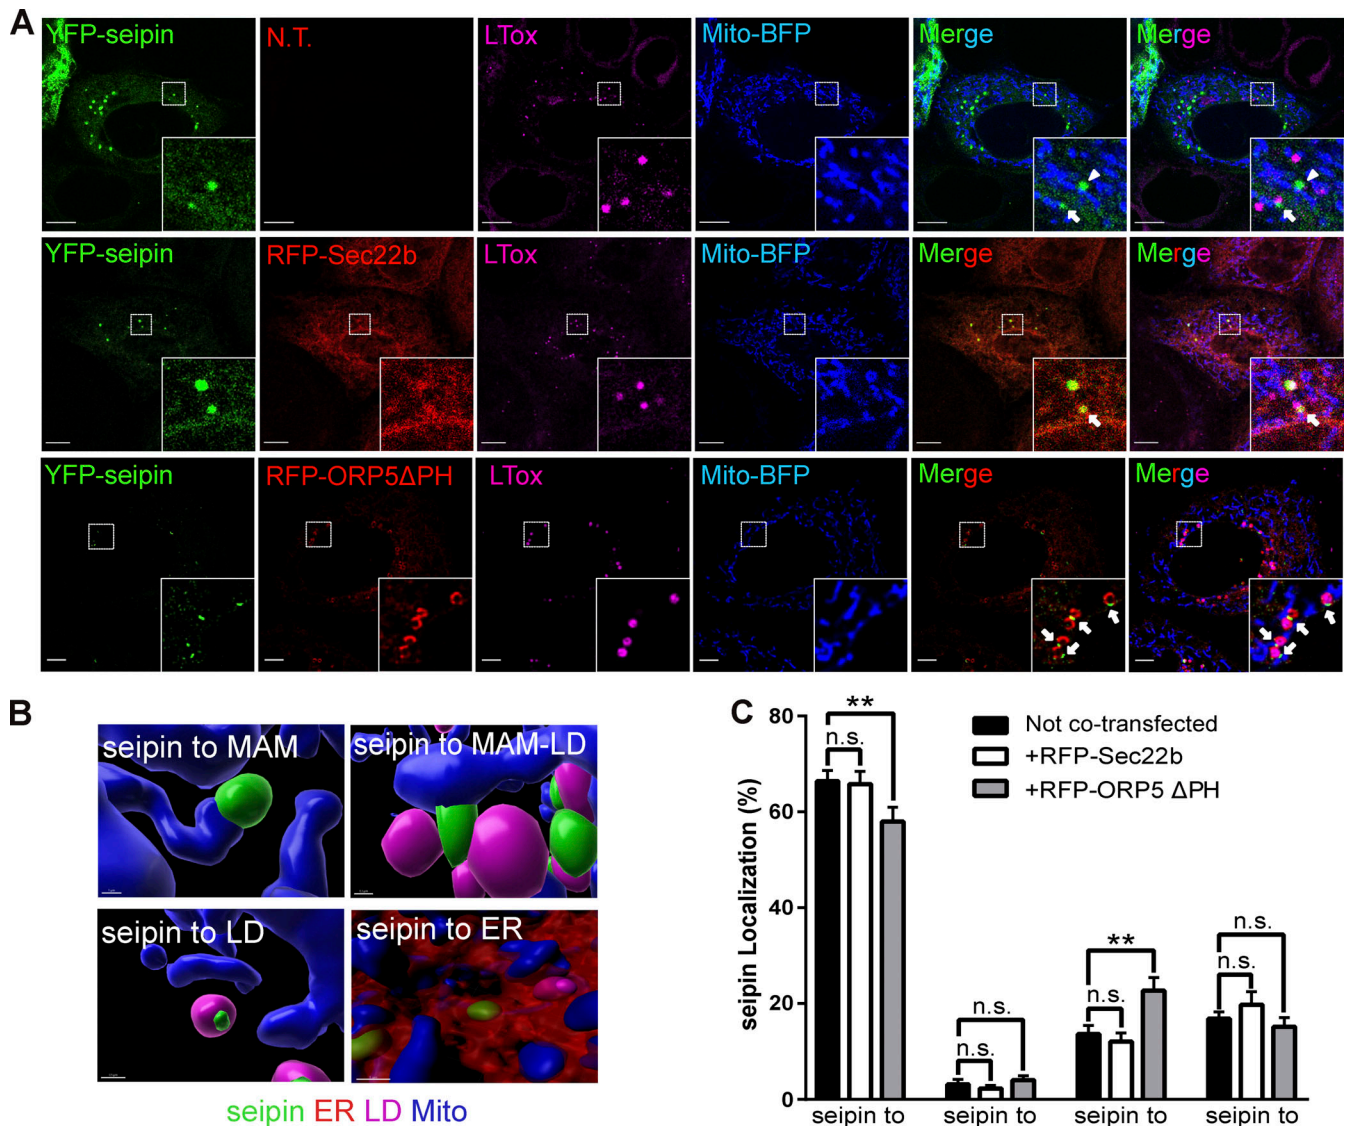 A
YFP-seipin N.T. LTox Mito-BFP Merge Merge
YFP-seipin RFP-Sec22b LTox Mito-BFP Merge Merge
YFP-seipin RFP-ORP5ΔPH LTox Mito-BFP Merge Merge
B
seipin to MAM seipin to MAM-LD
seipin to LD seipin to ER
seipin ER LD Mito
C
Not co-transfected
+RFP-Sec22b
+RFP-ORP5 ΔPH
seipin Localization (%)
80
60
40
20
0
**
n.s.
n.s.
n.s.
**
n.s.
n.s.
n.s.
seipin to seipin to seipin to seipin to